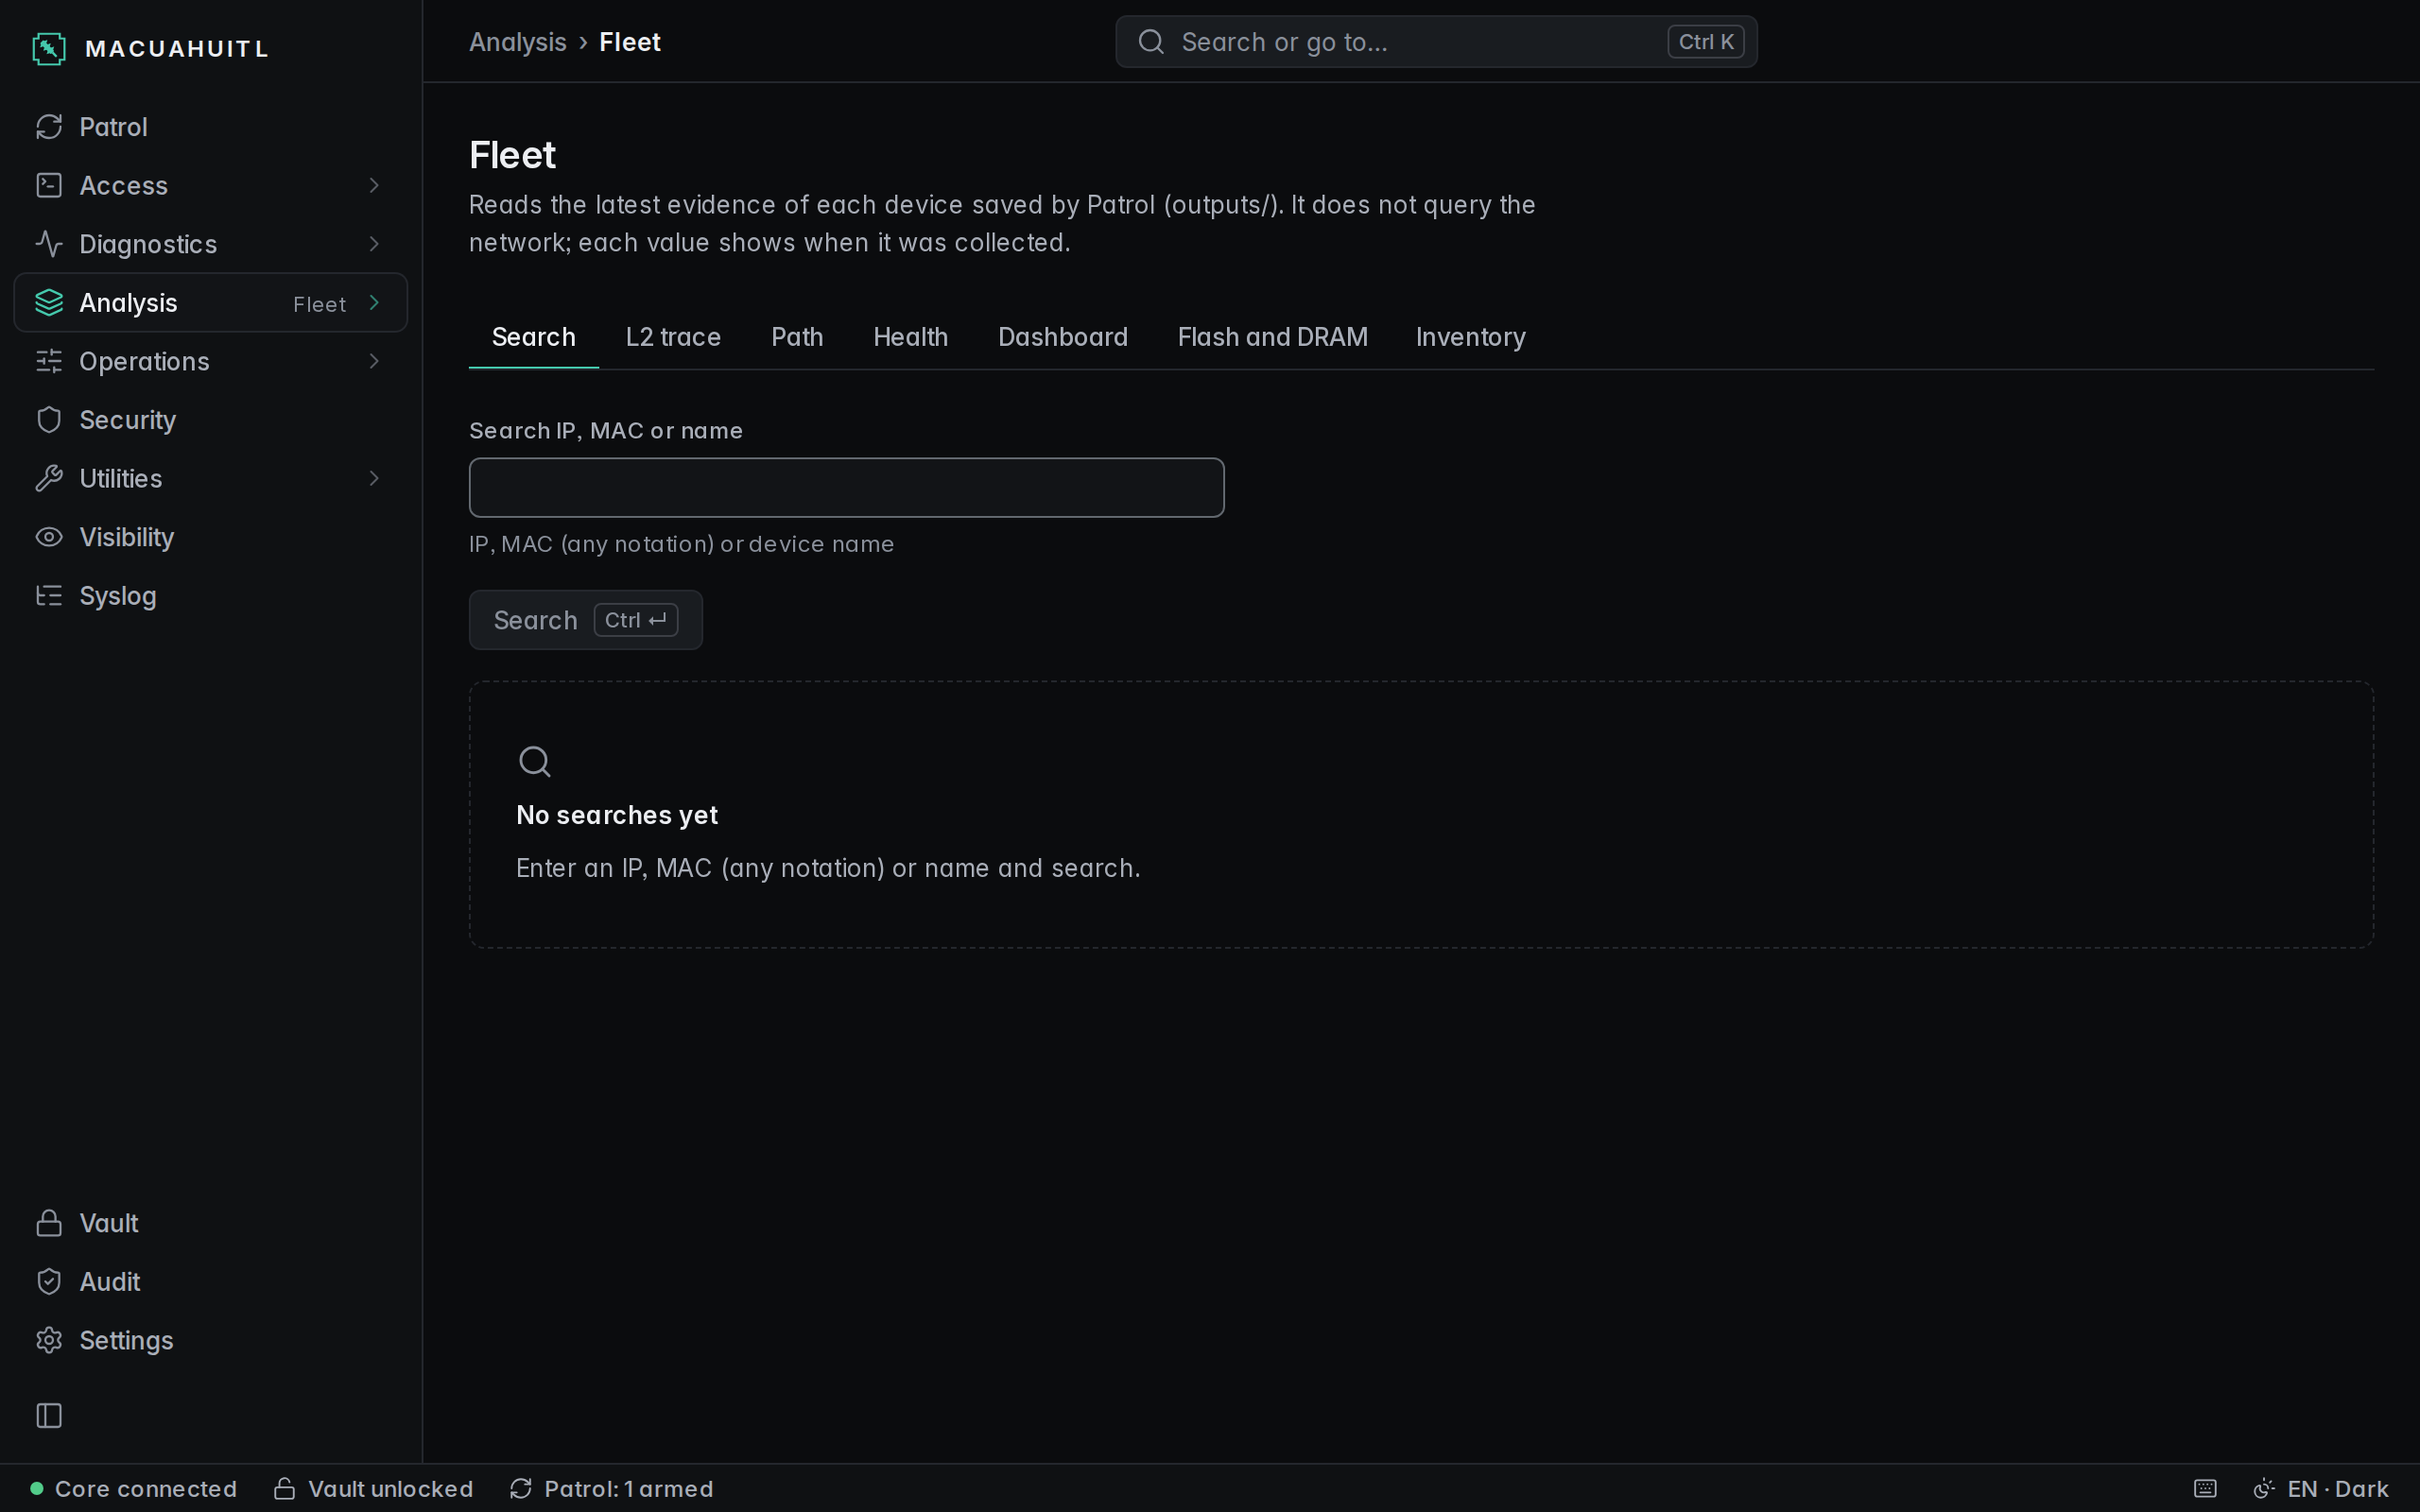 MACUAHUITL
Patrol
Access
Diagnostics
Analysis Fleet
Operations
Security
Utilities
Visibility
Syslog
Vault
Audit
Settings
Analysis › Fleet
Search or go to... Ctrl K
Fleet
Reads the latest evidence of each device saved by Patrol (outputs/). It does not query the
network; each value shows when it was collected.
Search L2 trace Path Health Dashboard Flash and DRAM Inventory
Search IP, MAC or name
IP, MAC (any notation) or device name
Search Ctrl ↵
No searches yet
Enter an IP, MAC (any notation) or name and search.
Core connected Vault unlocked Patrol: 1 armed EN · Dark